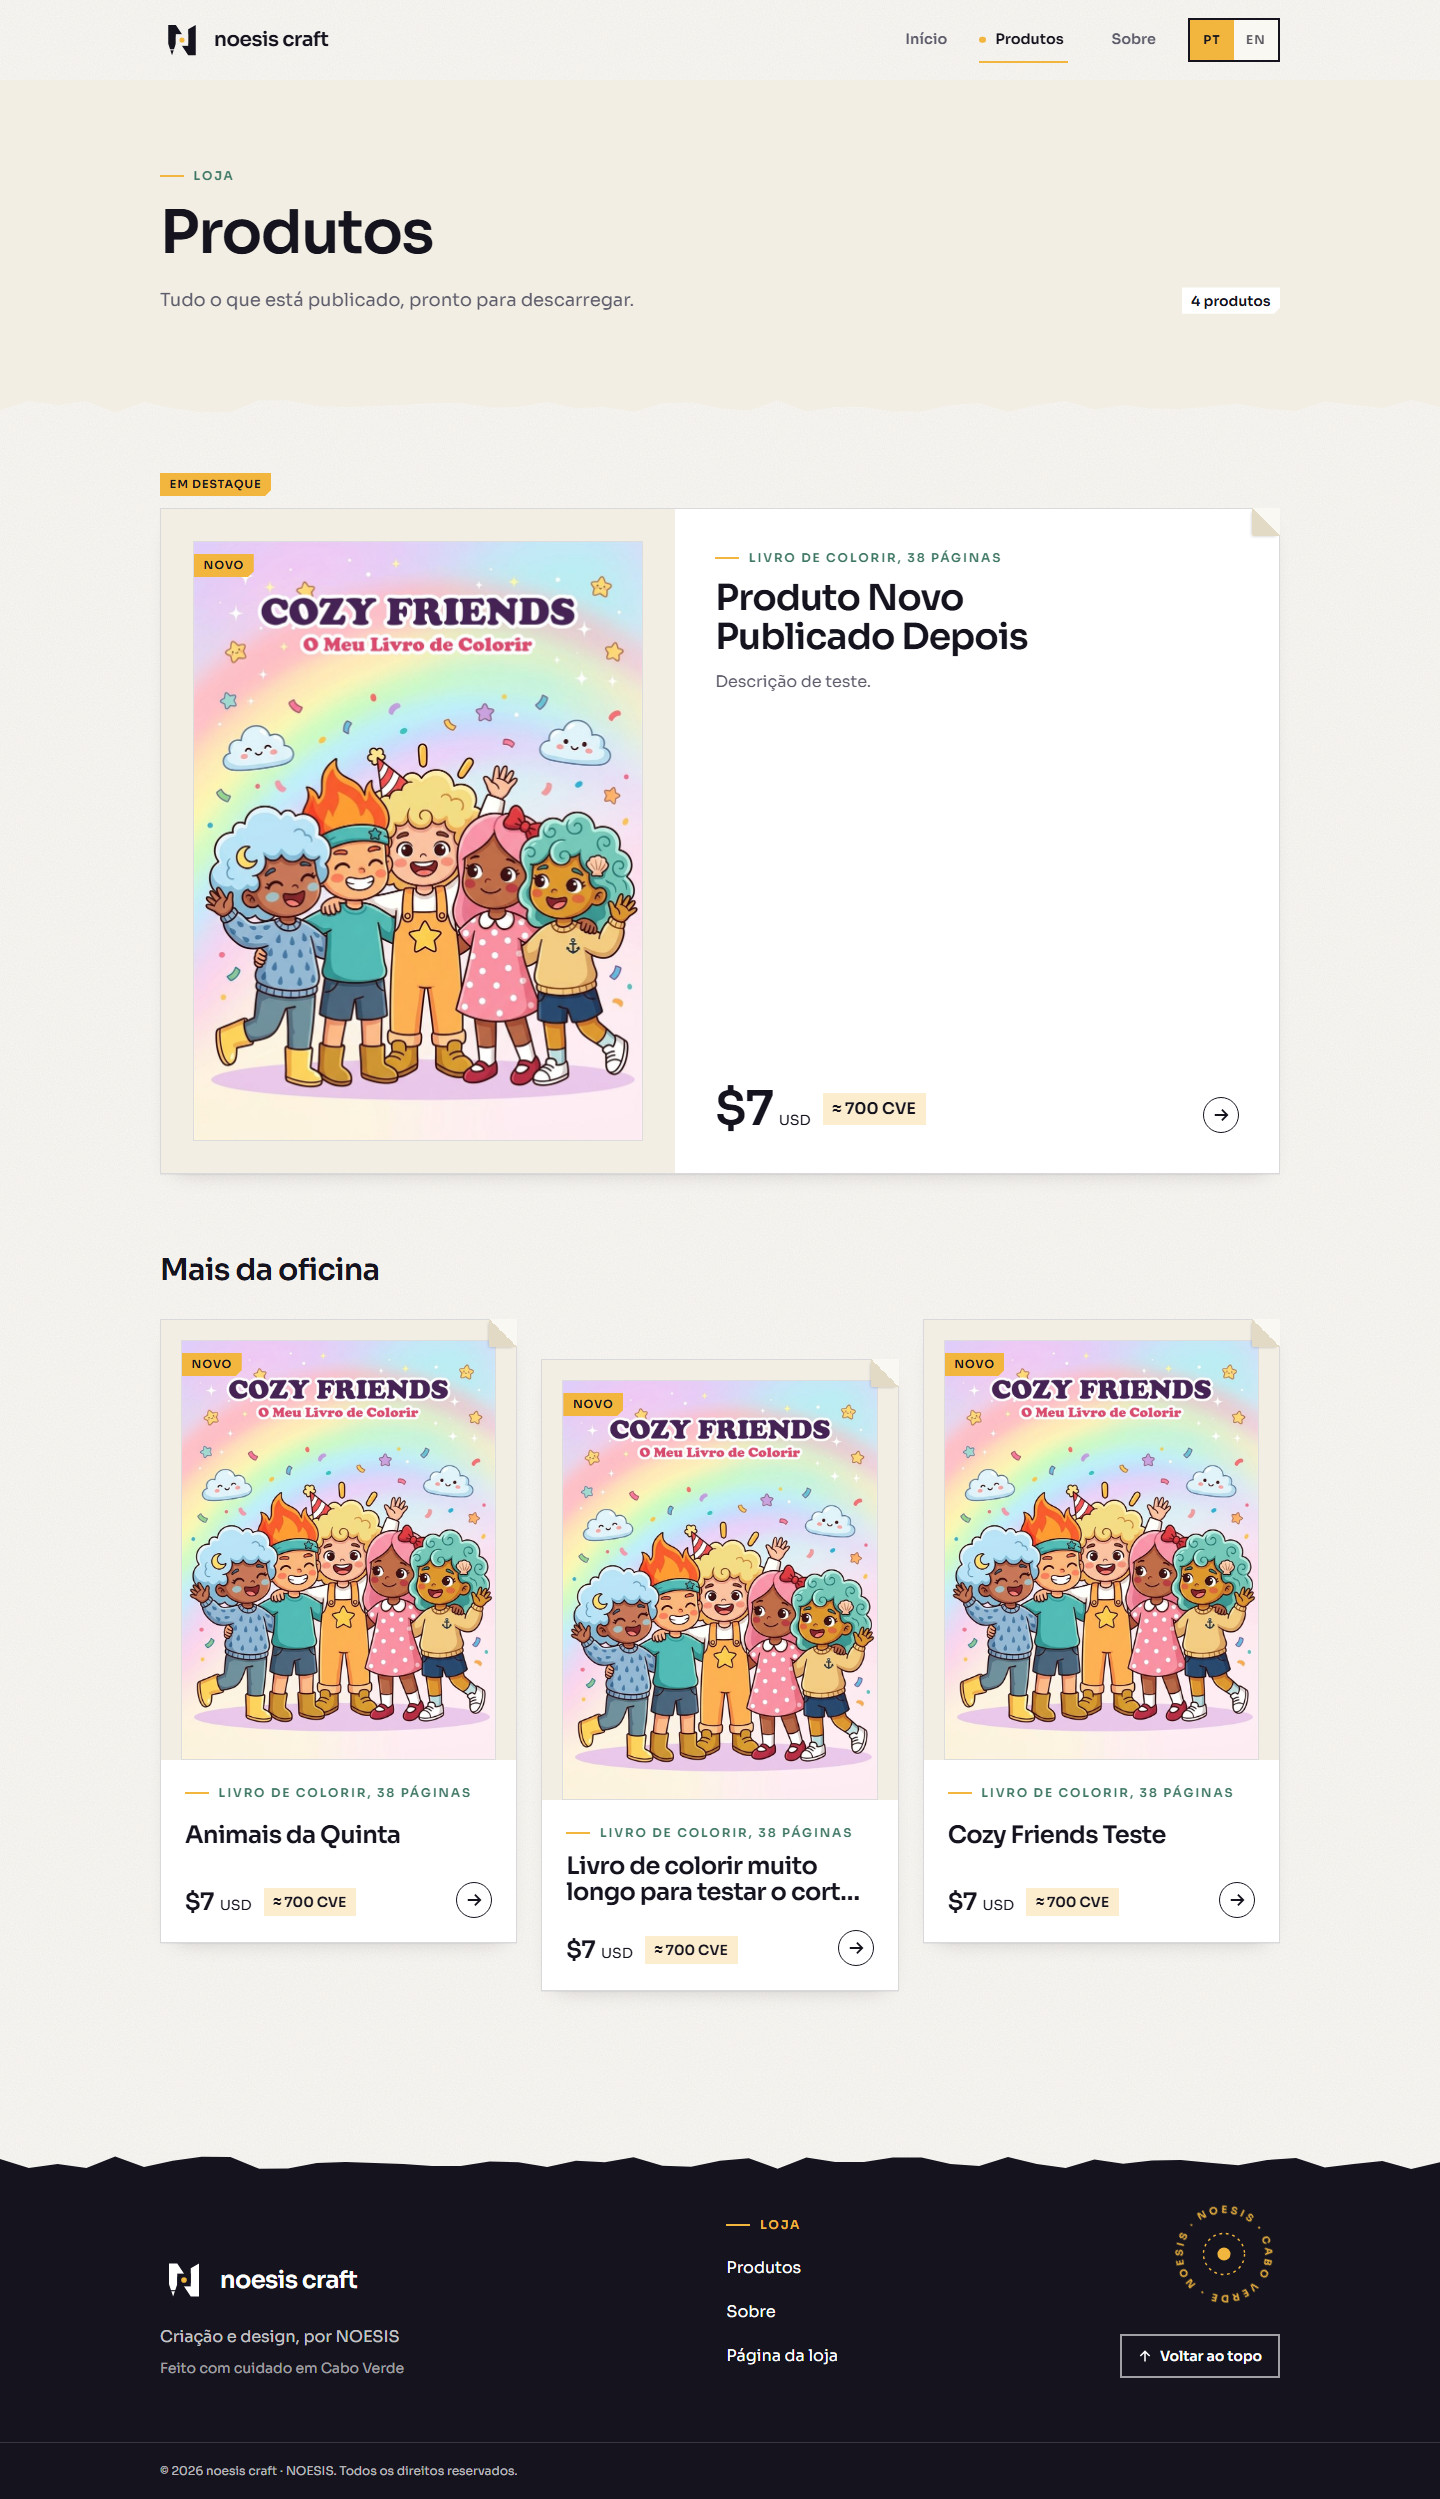 noesis craft
Início
Produtos
Sobre
PT
EN
LOJA
Produtos
Tudo o que está publicado, pronto para descarregar.
4 produtos
EM DESTAQUE
NOVO
COZY FRIENDS
O Meu Livro de Colorir
LIVRO DE COLORIR, 38 PÁGINAS
Produto Novo
Publicado Depois
Descrição de teste.
$7 USD
≈ 700 CVE
Mais da oficina
NOVO
COZY FRIENDS
O Meu Livro de Colorir
LIVRO DE COLORIR, 38 PÁGINAS
Animais da Quinta
$7 USD
≈ 700 CVE
NOVO
COZY FRIENDS
O Meu Livro de Colorir
LIVRO DE COLORIR, 38 PÁGINAS
Livro de colorir muito
longo para testar o cort...
$7 USD
≈ 700 CVE
NOVO
COZY FRIENDS
O Meu Livro de Colorir
LIVRO DE COLORIR, 38 PÁGINAS
Cozy Friends Teste
$7 USD
≈ 700 CVE
noesis craft
Criação e design, por NOESIS
Feito com cuidado em Cabo Verde
LOJA
Produtos
Sobre
Página da loja
NOESIS · CABO VERDE · NOESIS ·
↑ Voltar ao topo
© 2026 noesis craft · NOESIS. Todos os direitos reservados.